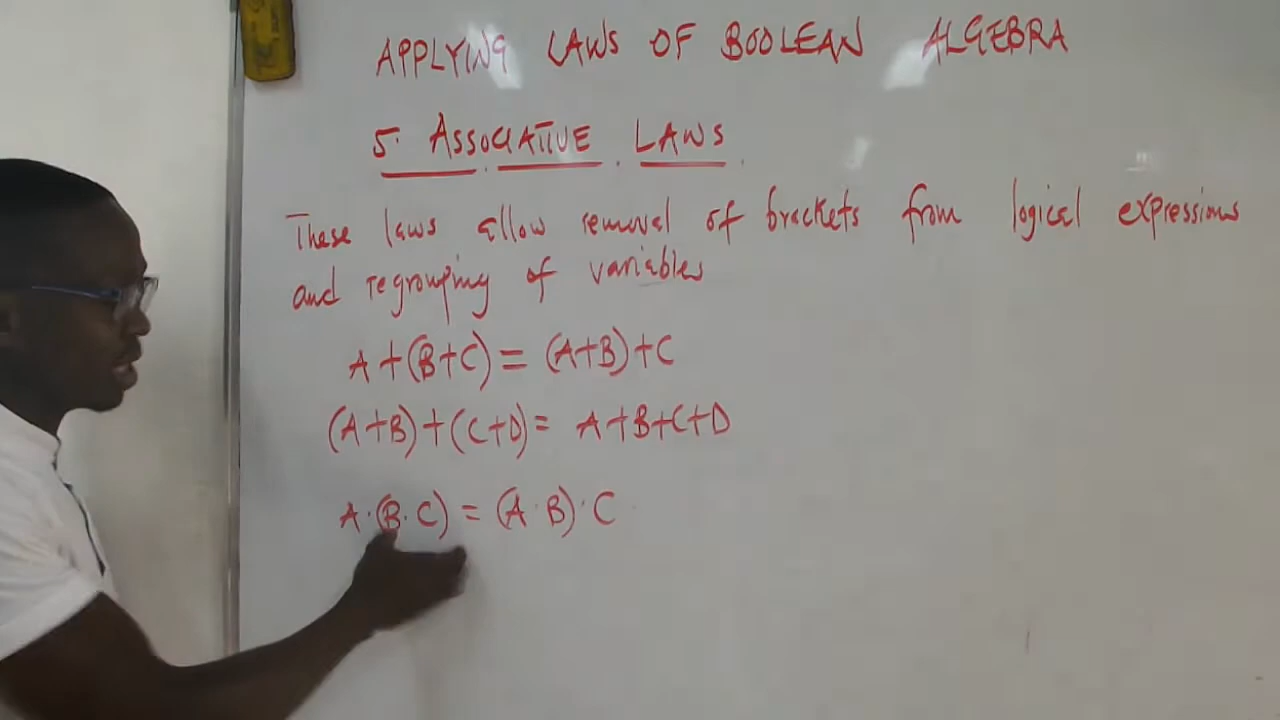 APPLYING LAWS OF BOOLEAN ALGEBRA
5. ASSOCIATIVE LAWS
These laws allow removal of brackets from logical expressions
and regrouping of variables
A+(B+C)=(A+B)+C
(A+B)+(C+D)= A+B+C+D
A·(B·C)=(A·B)·C